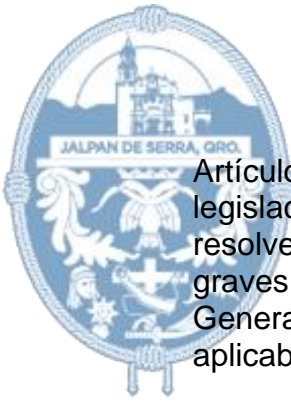 JALPAN DE SERRA, QRO.
Artículo
legislac
resolve
graves
Genera
aplicab